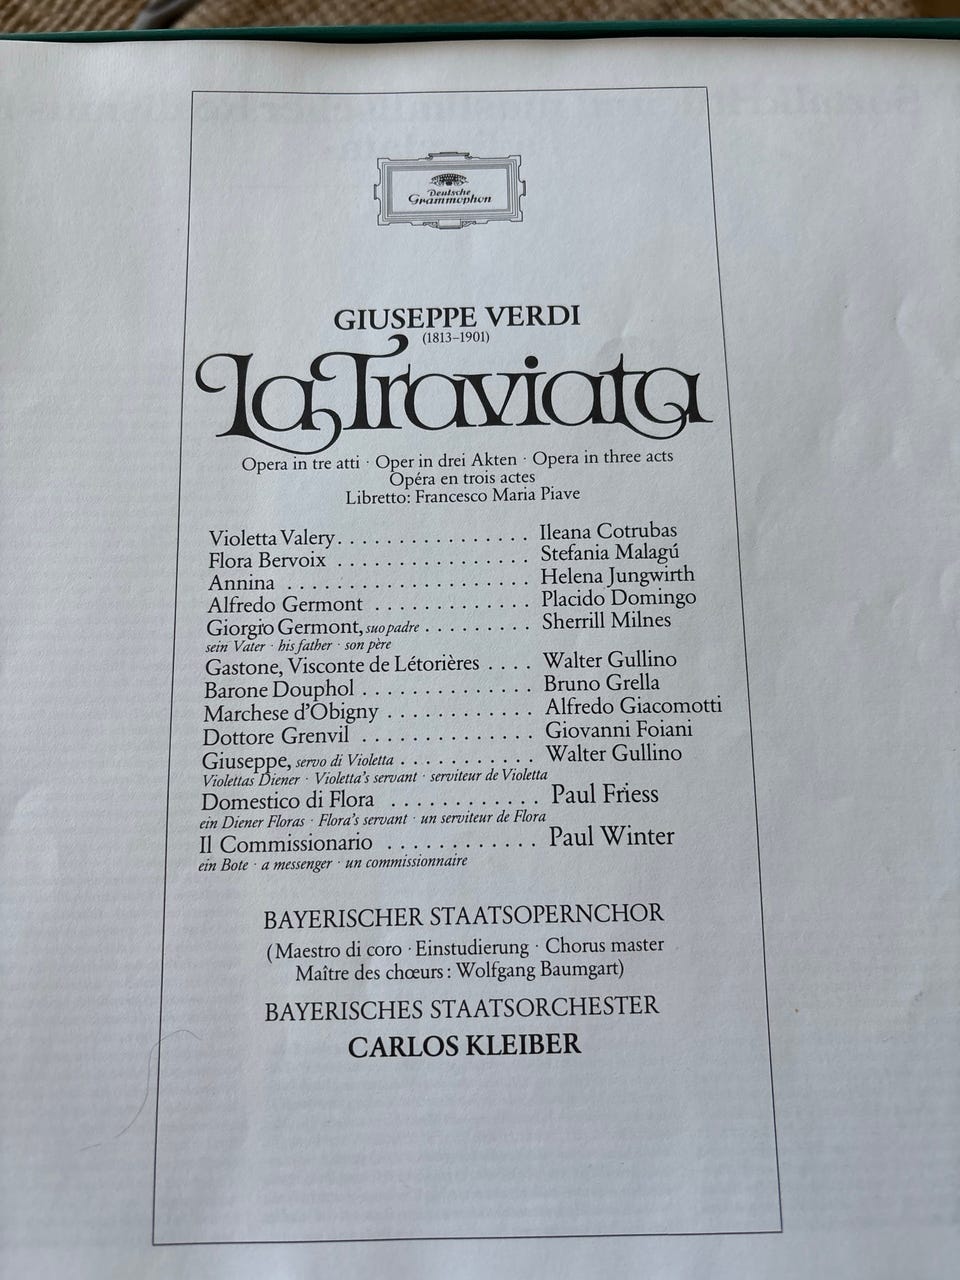 Deutsche
Grammophon
GIUSEPPE VERDI
(1813–1901)
La Traviata
Opera in tre atti · Oper in drei Akten · Opera in three acts
Opéra en trois actes
Libretto: Francesco Maria Piave
Violetta Valery . . . . . . . . . . . . . . . . Ileana Cotrubas
Flora Bervoix . . . . . . . . . . . . . . . . Stefania Malagú
Annina . . . . . . . . . . . . . . . . . . . . Helena Jungwirth
Alfredo Germont . . . . . . . . . . . . . Placido Domingo
Giorgio Germont, suo padre . . . . . . . . . Sherrill Milnes
sein Vater · his father · son père
Gastone, Visconte de Létorières . . . . Walter Gullino
Barone Douphol . . . . . . . . . . . . . . Bruno Grella
Marchese d'Obigny . . . . . . . . . . . . Alfredo Giacomotti
Dottore Grenvil . . . . . . . . . . . . . . Giovanni Foiani
Giuseppe, servo di Violetta . . . . . . . . . . . Walter Gullino
Violettas Diener · Violetta's servant · serviteur de Violetta
Domestico di Flora . . . . . . . . . . . . Paul Friess
ein Diener Floras · Flora's servant · un serviteur de Flora
Il Commissionario . . . . . . . . . . . . Paul Winter
ein Bote · a messenger · un commissionnaire
BAYERISCHER STAATSOPERNCHOR
(Maestro di coro · Einstudierung · Chorus master
Maître des chœurs : Wolfgang Baumgart)
BAYERISCHES STAATSORCHESTER
CARLOS KLEIBER